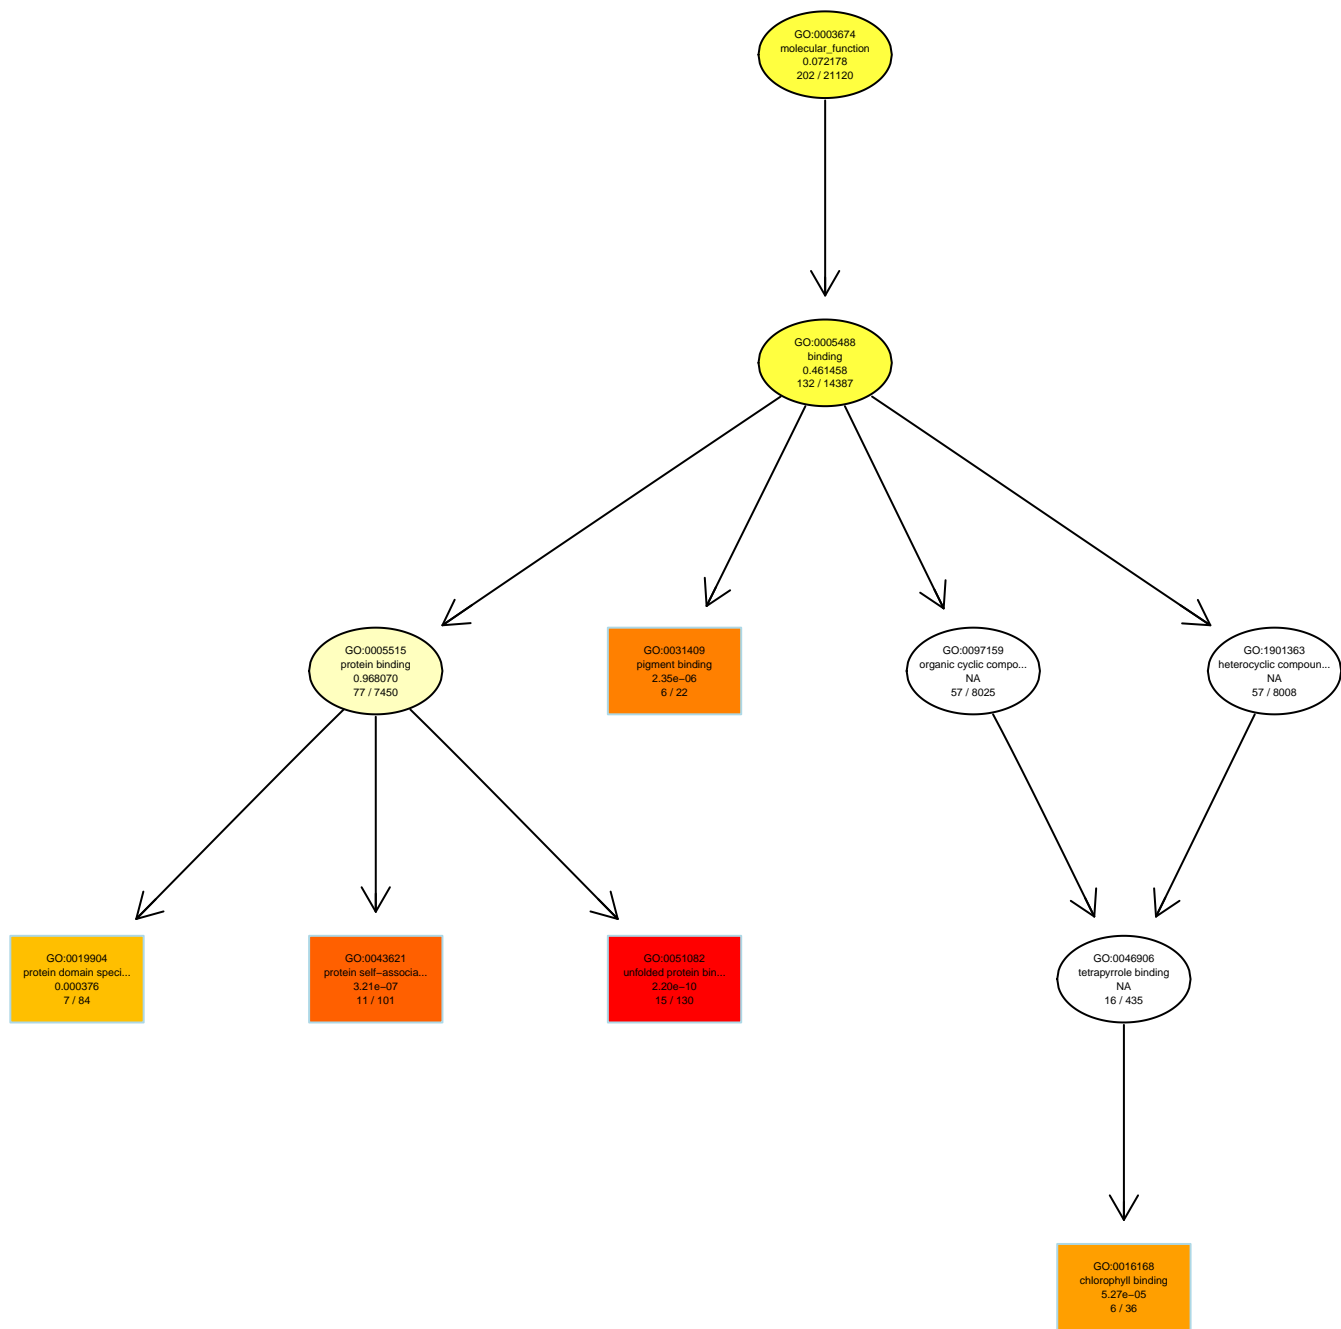 GO:0003674
molecular_function
0.072178
202 / 21120
GO:0005488
binding
0.461458
132 / 14387
GO:0005515
protein binding
0.968070
77 / 7450
GO:0031409
pigment binding
2.35e−06
6 / 22
GO:0097159
organic cyclic compo...
NA
57 / 8025
GO:1901363
heterocyclic compoun...
NA
57 / 8008
GO:0019904
protein domain speci...
0.000376
7 / 84
GO:0043621
protein self−associa...
3.21e−07
11 / 101
GO:0051082
unfolded protein bin...
2.20e−10
15 / 130
GO:0046906
tetrapyrrole binding
NA
16 / 435
GO:0016168
chlorophyll binding
5.27e−05
6 / 36